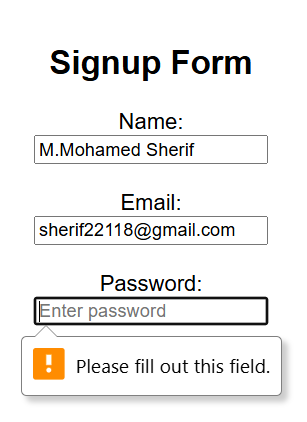 Signup Form
Name:
M.Mohamed Sherif
Email:
sherif22118@gmail.com
Password:
Enter password
Please fill out this field.